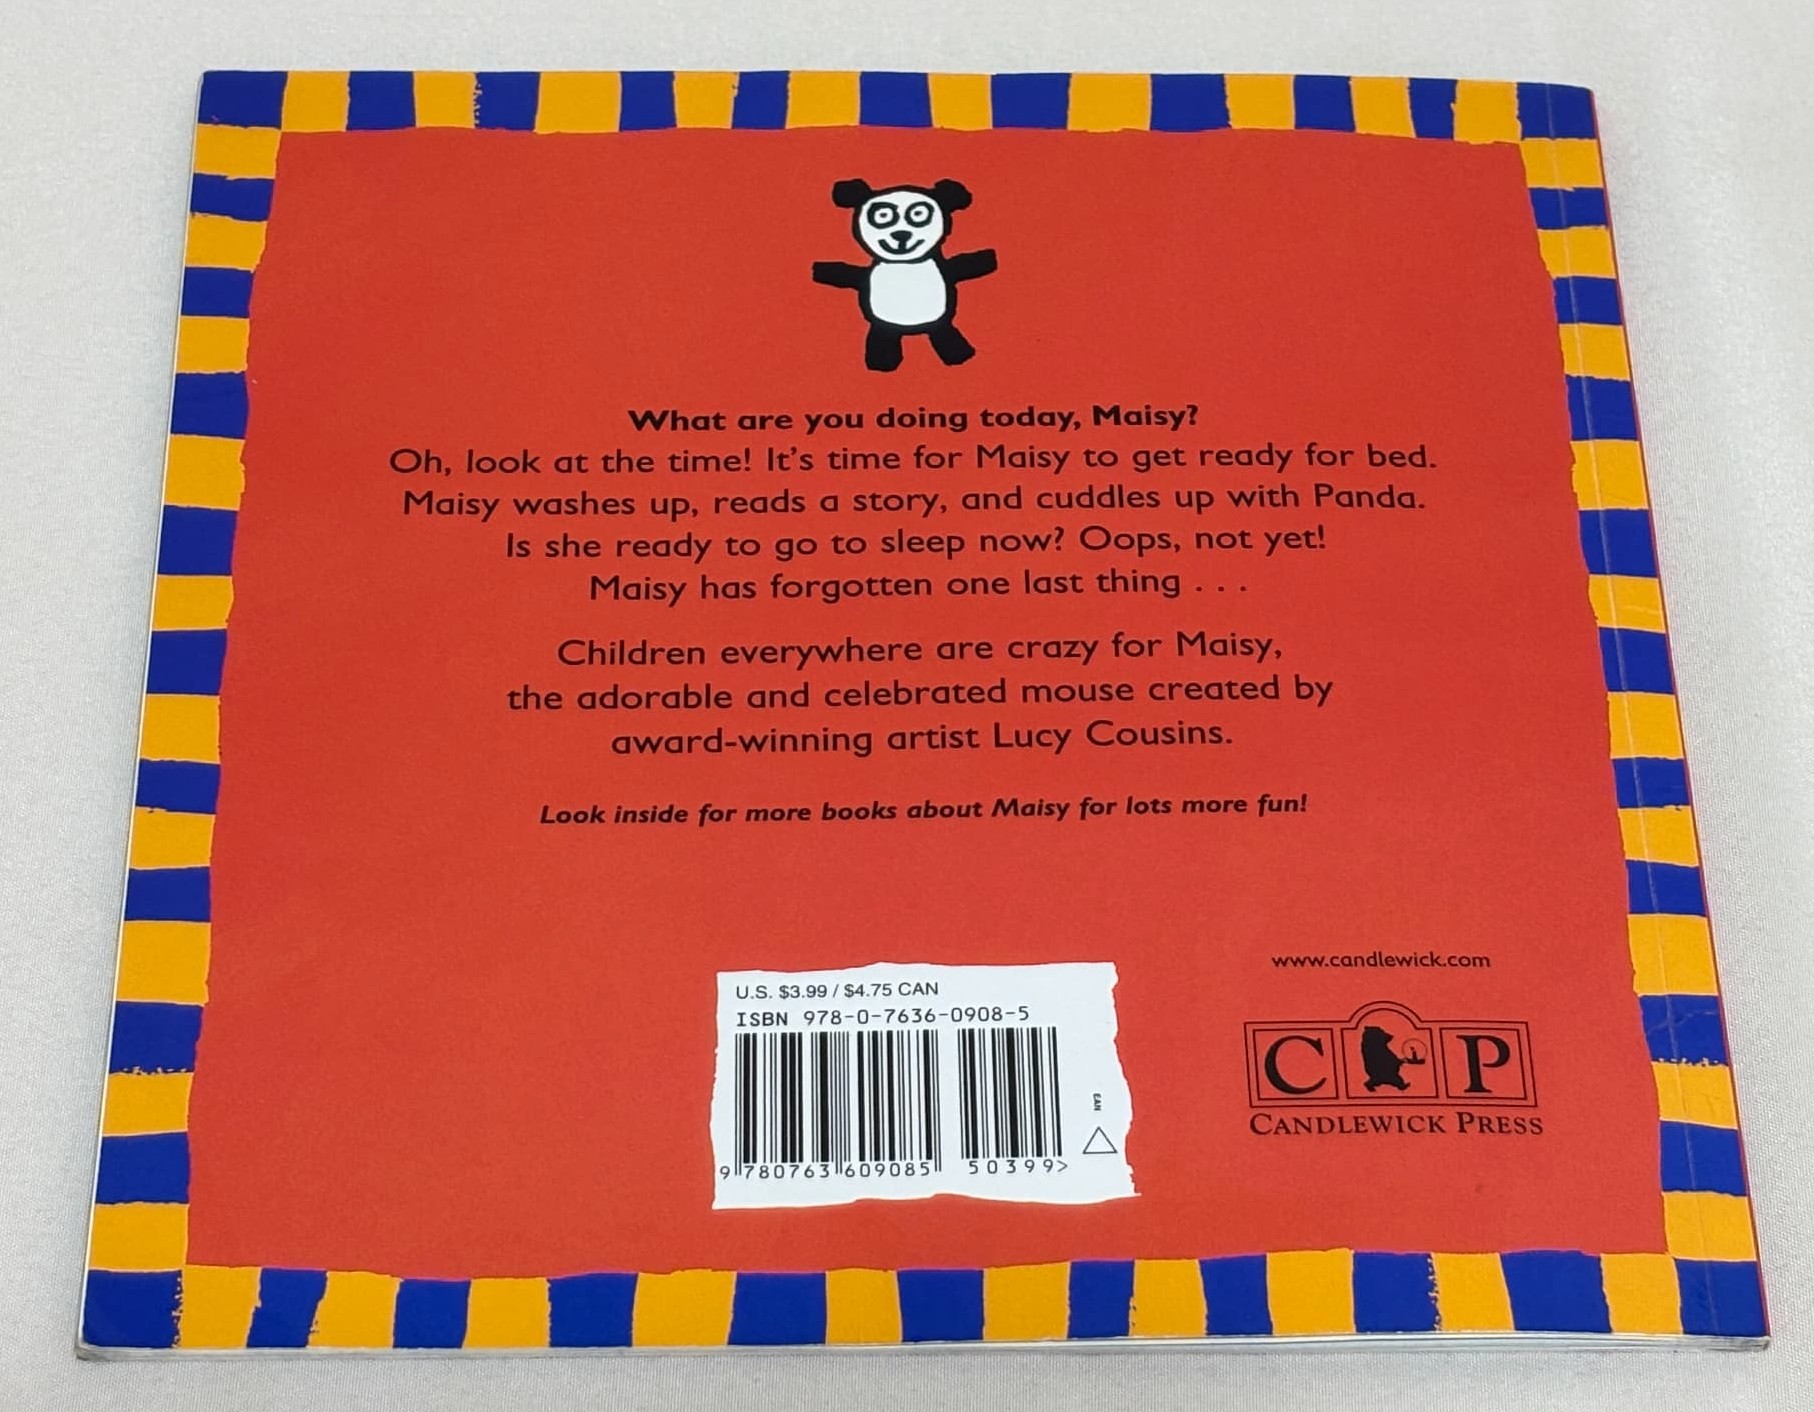 What are you doing today, Maisy?
Oh, look at the time! It's time for Maisy to get ready for bed.
Maisy washes up, reads a story, and cuddles up with Panda.
Is she ready to go to sleep now? Oops, not yet!
Maisy has forgotten one last thing . . .
Children everywhere are crazy for Maisy,
the adorable and celebrated mouse created by
award-winning artist Lucy Cousins.
Look inside for more books about Maisy for lots more fun!
www.candlewick.com
U.S. $3.99 / $4.75 CAN
ISBN 978-0-7636-0908-5
EAN
9 780763 609085 50399>
C P
CANDLEWICK PRESS